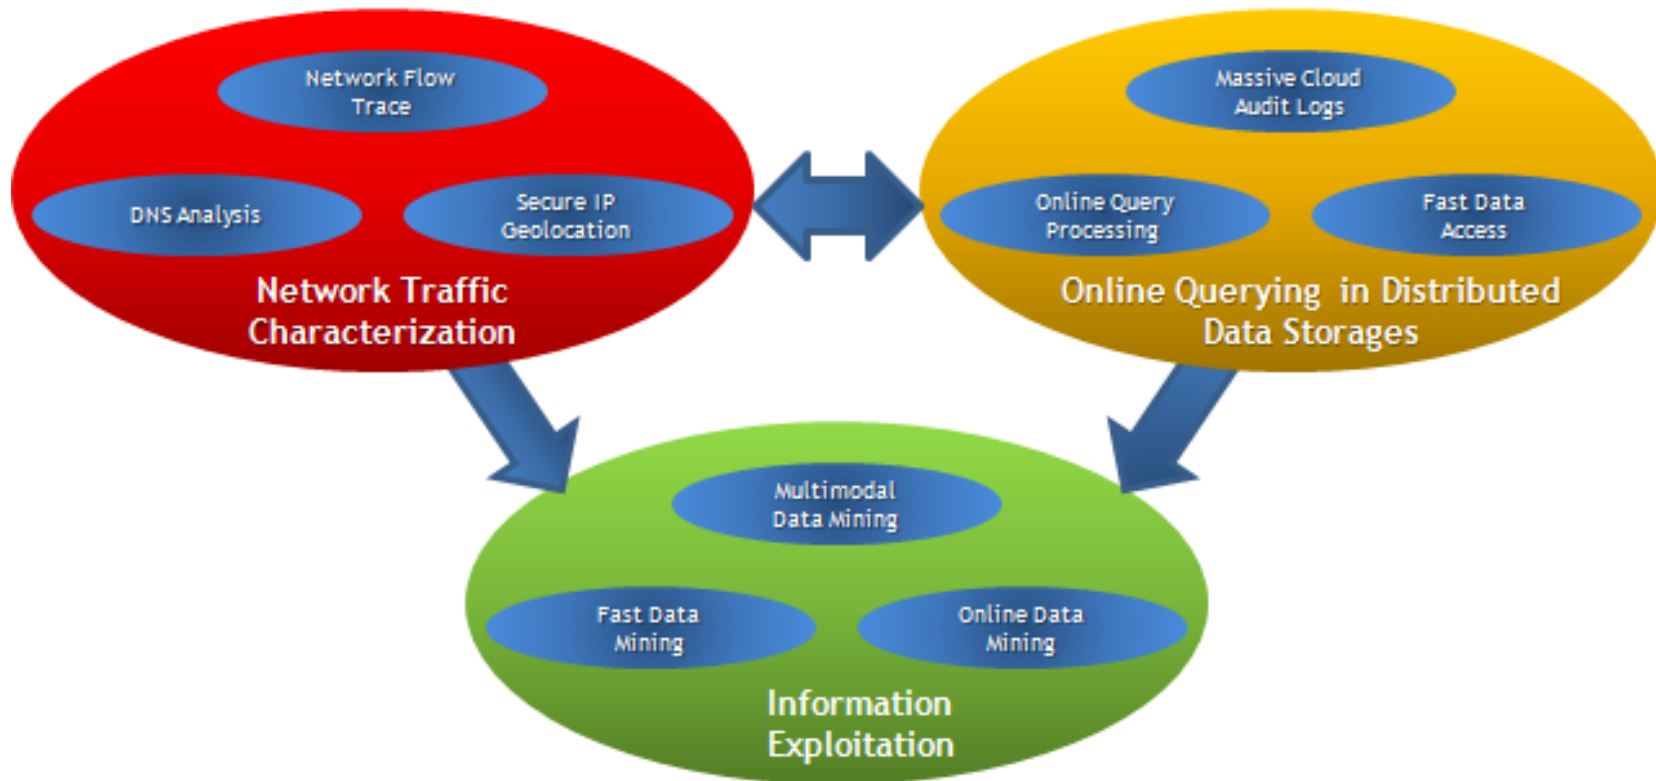 Network Flow
Trace
DNS Analysis
Secure IP
Geolocation
Network Traffic
Characterization
Massive Cloud
Audit Logs
Online Query
Processing
Fast Data
Access
Online Querying in Distributed
Data Storages
Multimodal
Data Mining
Fast Data
Mining
Online Data
Mining
Information
Exploitation